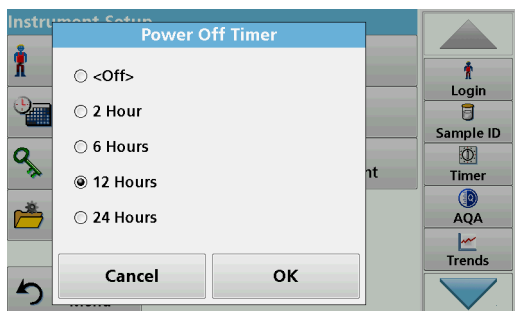 Instrument Setup
Power Off Timer
<Off>
2 Hour
6 Hours
12 Hours
24 Hours
Cancel
OK
Menu
Login
Sample ID
Timer
AQA
Trends